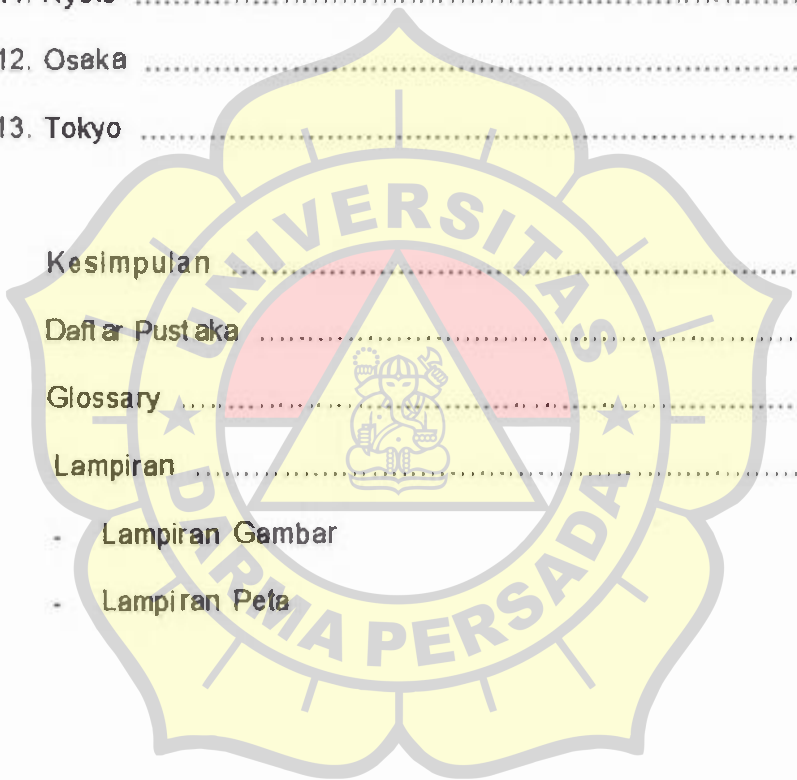 12. Osaka ..........
13. Tokyo ..........
Kesimpulan ..........
Daftar Pustaka ..........
Glossary ..........
Lampiran ..........
- Lampiran Gambar
- Lampiran Peta
UNIVERSITAS
DARMA PERSADA